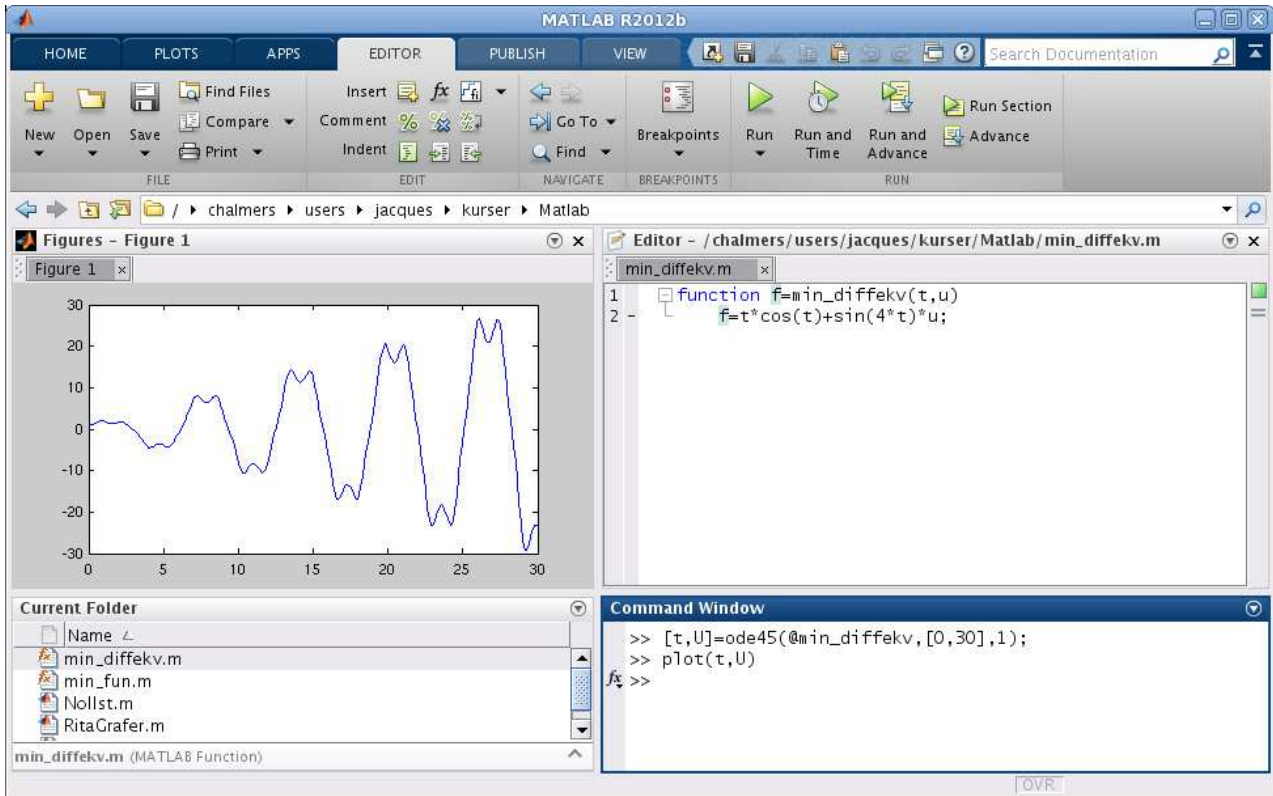 MATLAB R2012b
HOME PLOTS APPS EDITOR PUBLISH VIEW Search Documentation
New Open Save Find Files Compare Print
FILE
Insert fx fi
Comment %
Indent
EDIT
Go To
Find
NAVIGATE
Breakpoints
BREAKPOINTS
Run Run and Time Run and Advance Run Section Advance
RUN
/ chalmers users jacques kurser Matlab
Figures - Figure 1
Figure 1
30
20
10
0
-10
-20
-30
0 5 10 15 20 25 30
Editor - /chalmers/users/jacques/kurser/Matlab/min_diffekv.m
min_diffekv.m
1 function f=min_diffekv(t,u)
2 - f=t*cos(t)+sin(4*t)*u;
Current Folder
Name
min_diffekv.m
min_fun.m
Nollst.m
RitaGrafer.m
min_diffekv.m (MATLAB Function)
Command Window
>> [t,U]=ode45(@min_diffekv,[0,30],1);
>> plot(t,U)
fx >>
OVR